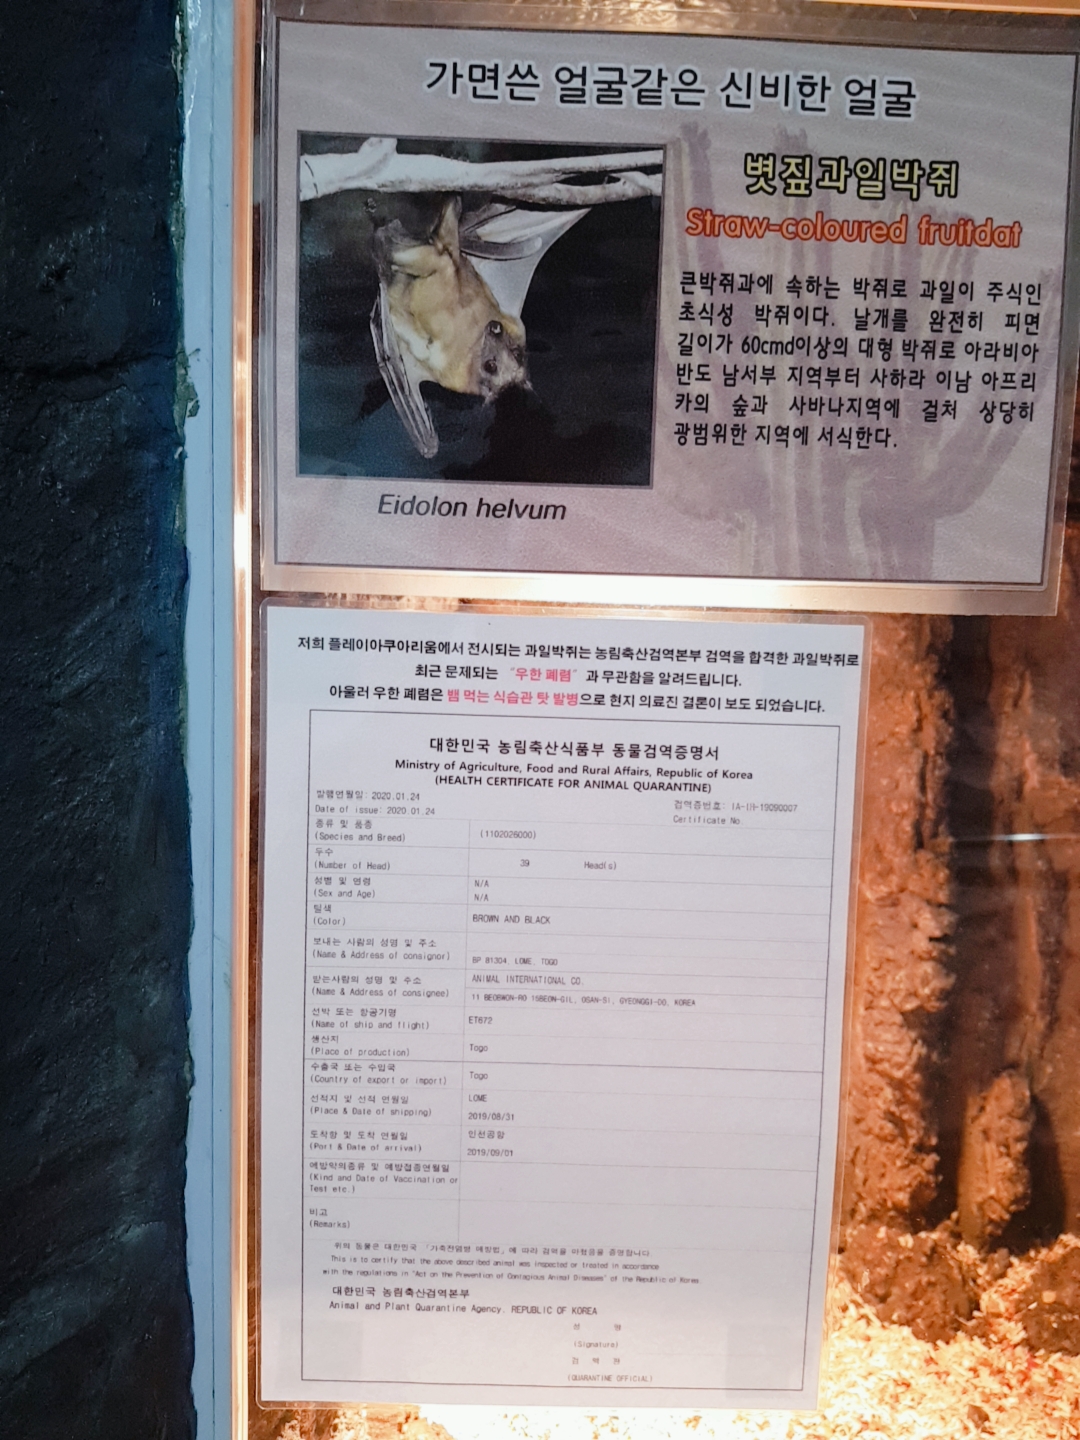 가면쓴 얼굴같은 신비한 얼굴
볏짚과일박쥐
Straw-coloured fruitdat
큰박쥐과에 속하는 박쥐로 과일이 주식인
초식성 박쥐이다. 날개를 완전히 피면
길이가 60cmd이상의 대형 박쥐로 아라비아
반도 남서부 지역부터 사하라 이남 아프리
카의 숲과 사바나지역에 걸처 상당히
광범위한 지역에 서식한다.
Eidolon helvum
저희 플레이아쿠아리움에서 전시되는 과일박쥐는 농림축산검역본부 검역을 합격한 과일박쥐로
최근 문제되는 “우한 폐렴” 과 무관함을 알려드립니다.
아울러 우한 폐렴은 뱀 먹는 식습관 탓 발병으로 현지 의료진 결론이 보도 되었습니다.
대한민국 농림축산식품부 동물검역증명서
Ministry of Agriculture, Food and Rural Affairs, Republic of Korea
(HEALTH CERTIFICATE FOR ANIMAL QUARANTINE)
발행연월일: 2020.01.24
Date of issue: 2020.01.24
검역증번호:
Certificate No.
종류 및 품종
(Species and Breed)
(1102026000)
두수
(Number of Head)
39 Head(s)
성별 및 연령
(Sex and Age)
N/A
N/A
털색
(Color)
BROWN AND BLACK
보내는 사람의 성명 및 주소
(Name & Address of consignor)
BP 81304, LOME, TOGO
받는사람의 성명 및 주소
(Name & Address of consignee)
ANIMAL INTERNATIONAL CO.
11 BEOBWON-RO 15BEON-GIL, OSAN-SI, GYEONGGI-DO, KOREA
선박 또는 항공기명
(Name of ship and flight)
ET672
생산지
(Place of production)
Togo
수출국 또는 수입국
(Country of export or import)
Togo
선적지 및 선적 연월일
(Place & Date of shipping)
LOME
2019/08/31
도착항 및 도착 연월일
(Port & Date of arrival)
인천공항
2019/09/01
예방약의종류 및 예방접종연월일
(Kind and Date of Vaccination or
Test etc.)
비고
(Remarks)
위의 동물은 대한민국 「가축전염병 예방법」에 따라 검역을 하였음을 증명합니다.
This is to certify that the above described animal was inspected or treated in accordance
with the regulations in "Act on the Prevention of Contagious Animal Diseases" of the Republic of Korea.
대한민국 농림축산검역본부
Animal and Plant Quarantine Agency, REPUBLIC OF KOREA
성 명
(Signature)
검 역 관
(QUARANTINE OFFICIAL)